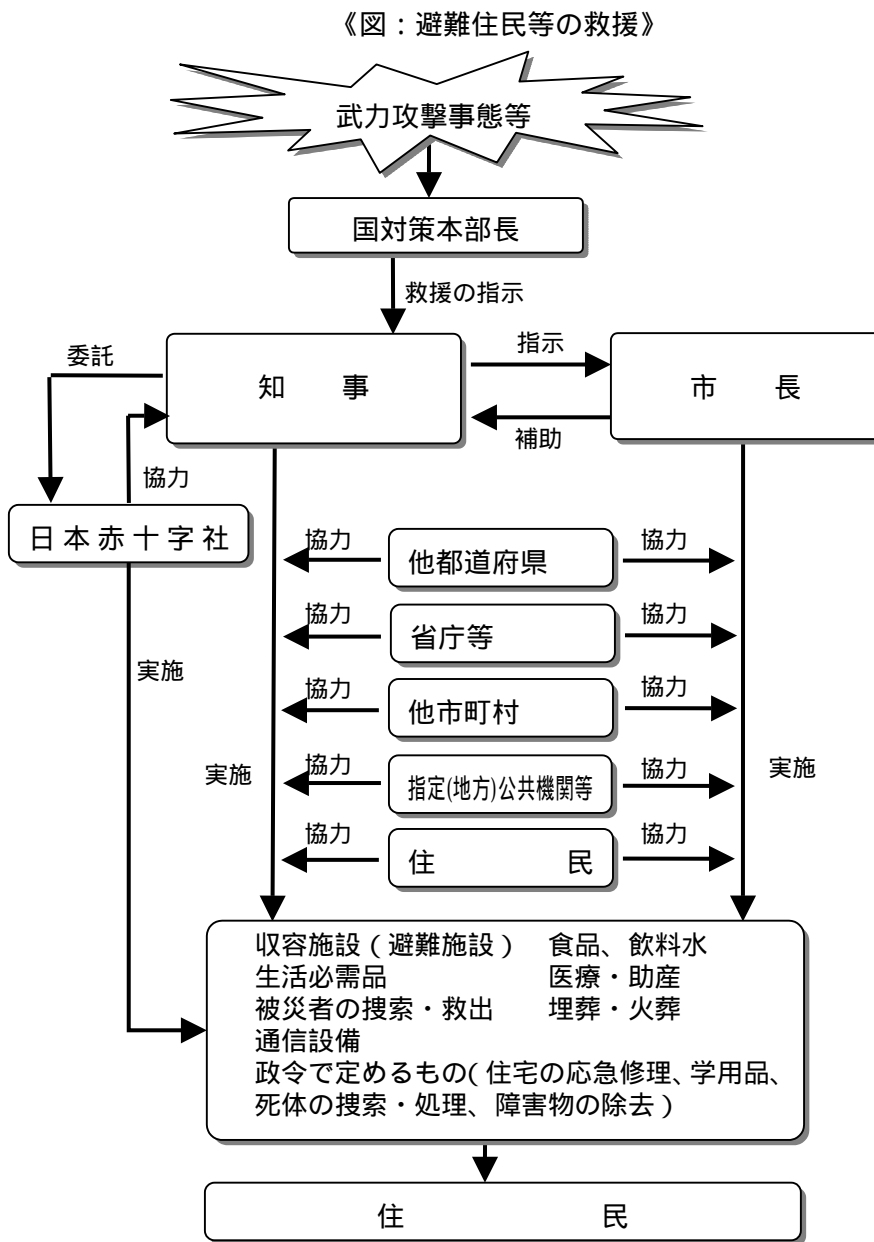 《図：避難住民等の救援》
武力攻撃事態等
国対策本部長
救援の指示
委託
知　　事
指示
市　　長
補助
協力
日本赤十字社
協力
他都道府県
協力
協力
省庁等
協力
実施
協力
他市町村
協力
実施
協力
指定(地方)公共機関等
協力
実施
協力
住　　　　　民
協力
収容施設（避難施設）　食品、飲料水
生活必需品　　　　　　医療・助産
被災者の捜索・救出　　埋葬・火葬
通信設備
政令で定めるもの（住宅の応急修理、学用品、
死体の捜索・処理、障害物の除去）
住　　　　　　　民